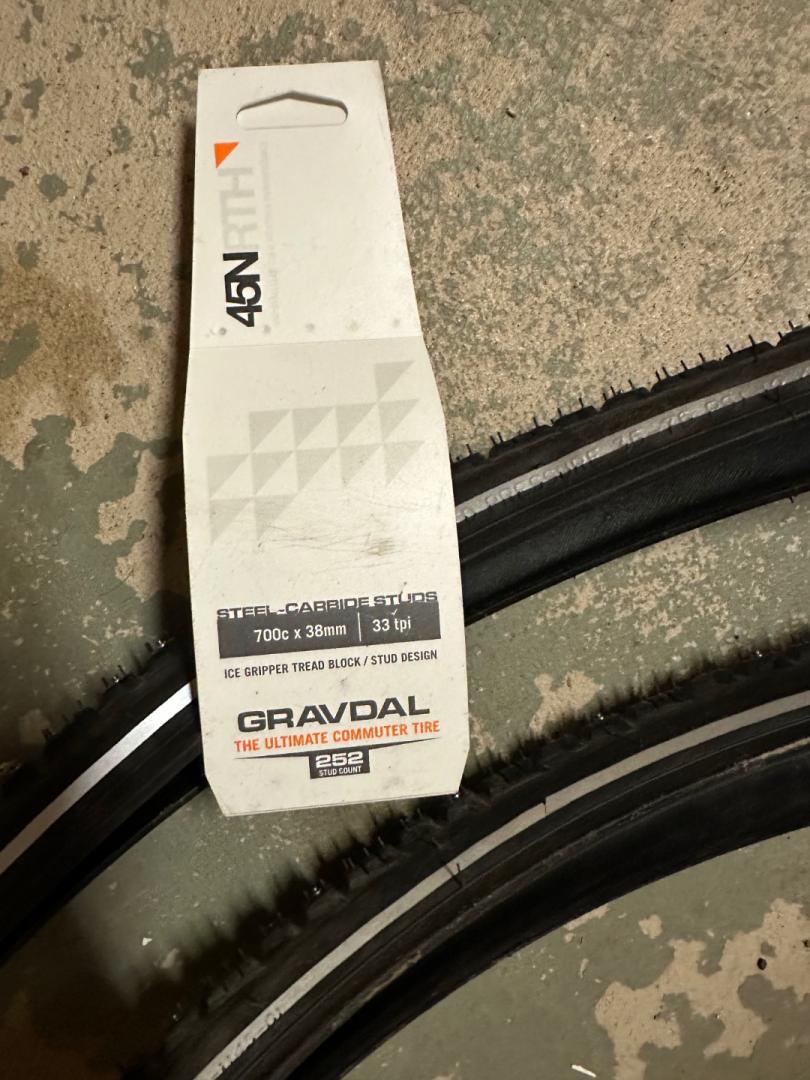 45NRTH
STEEL-CARBIDE STUDS
700c x 38mm | 33 tpi
ICE GRIPPER TREAD BLOCK / STUD DESIGN
GRAVDAL
THE ULTIMATE COMMUTER TIRE
252
STUD COUNT